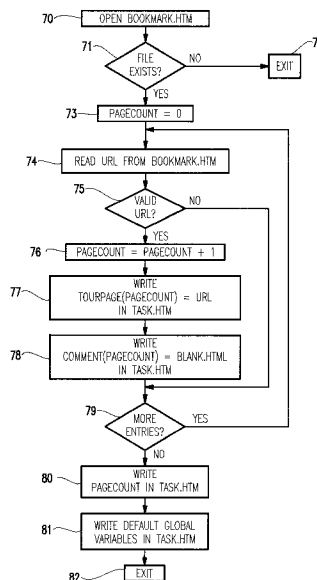 70
OPEN BOOKMARK.HTM
71
FILE
EXISTS?
NO
7
EXIT
YES
73
PAGECOUNT = 0
74
READ URL FROM BOOKMARK.HTM
75
VALID
URL?
NO
YES
76
PAGECOUNT = PAGECOUNT + 1
77
WRITE
TOURPAGE(PAGECOUNT) = URL
IN TASK.HTM
78
WRITE
COMMENT(PAGECOUNT) = BLANK.HTML
IN TASK.HTM
79
MORE
ENTRIES?
YES
NO
80
WRITE
PAGECOUNT IN TASK.HTM
81
WRITE DEFAULT GLOBAL
VARIABLES IN TASK.HTM
82
EXIT